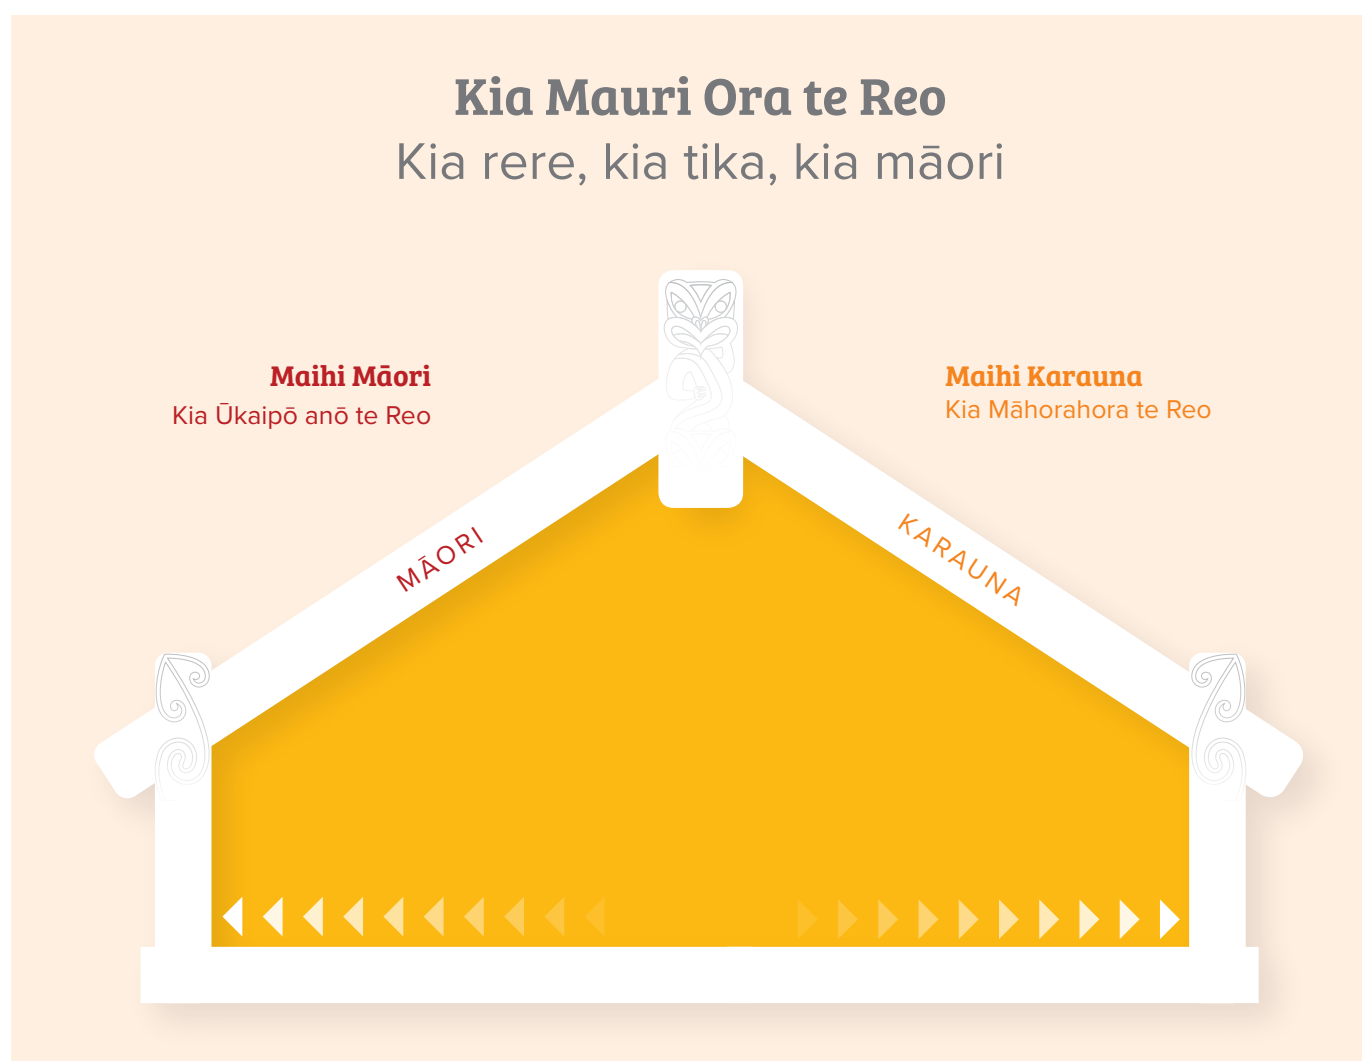 Kia Mauri Ora te Reo
Kia rere, kia tika, kia māori
Maihi Māori
Kia Ūkaipō anō te Reo
Maihi Karauna
Kia Māhorahora te Reo
MĀORI
KARAUNA